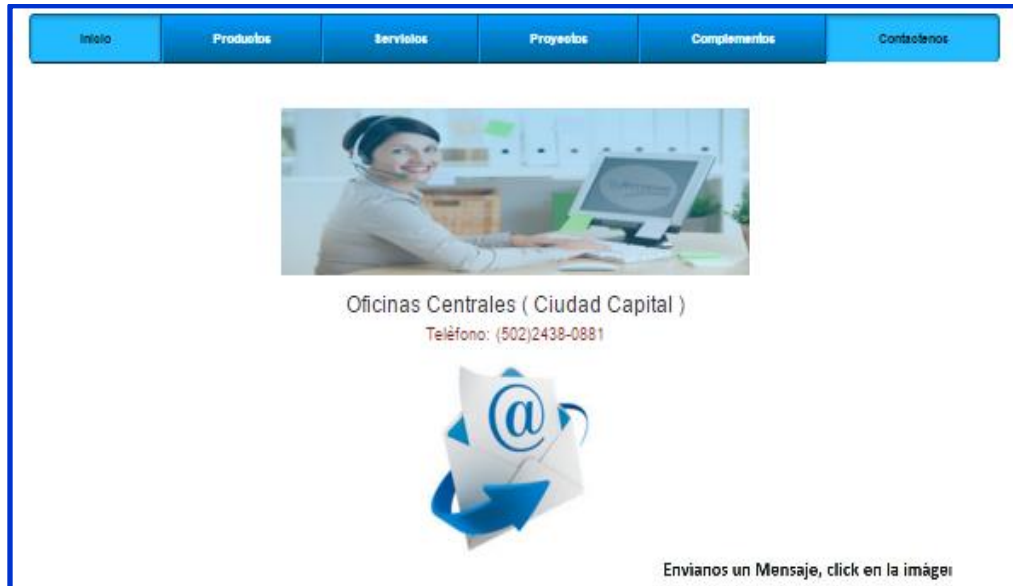 Inicio Productos Servicios Proyectos Complementos Contactenos
Oficinas Centrales ( Ciudad Capital )
Teléfono: (502)2438-0881
@
Envianos un Mensaje, click en la imáger